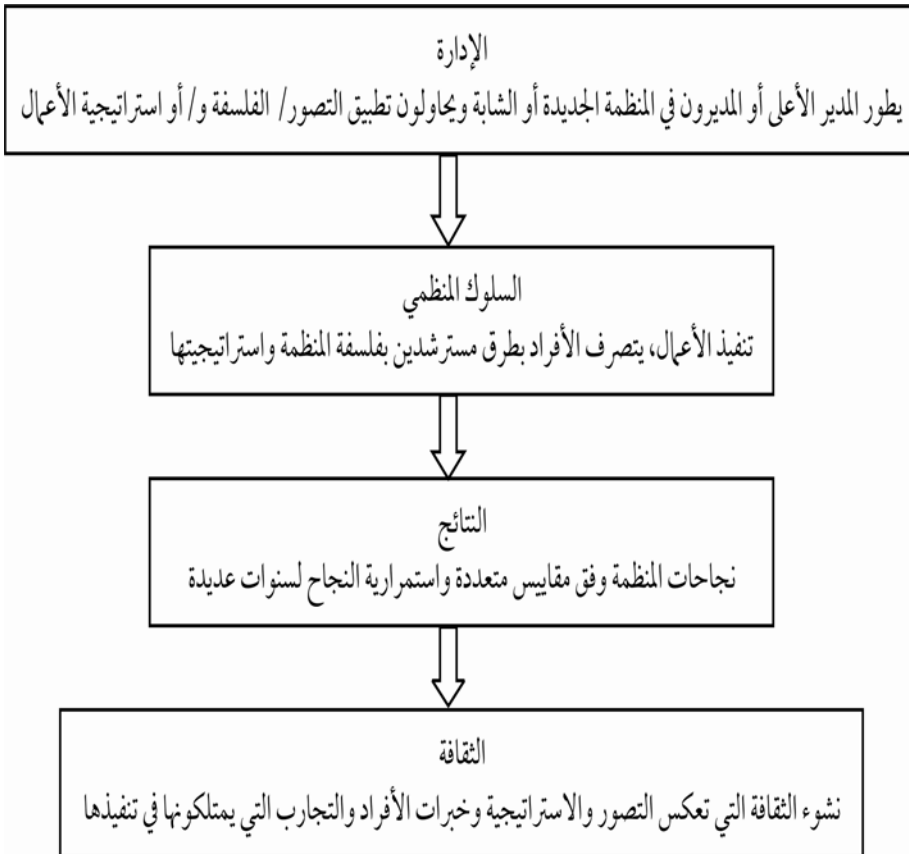 الإدارة
يطور المدير الأعلى أو المديرون في المنظمة الجديدة أو الشابة ويحاولون تطبيق التصور/ الفلسفة و/ أو استراتيجية الأعمال
السلوك المنظمي
تنفيذ الأعمال، يتصرف الأفراد بطرق مسترشدين بفلسفة المنظمة واستراتيجيتها
النتائج
نجاحات المنظمة وفق مقاييس متعددة واستمرارية النجاح لسنوات عديدة
الثقافة
نشوء الثقافة التي تعكس التصور والاستراتيجية وخبرات الأفراد والتجارب التي يمتلكونها في تنفيذها